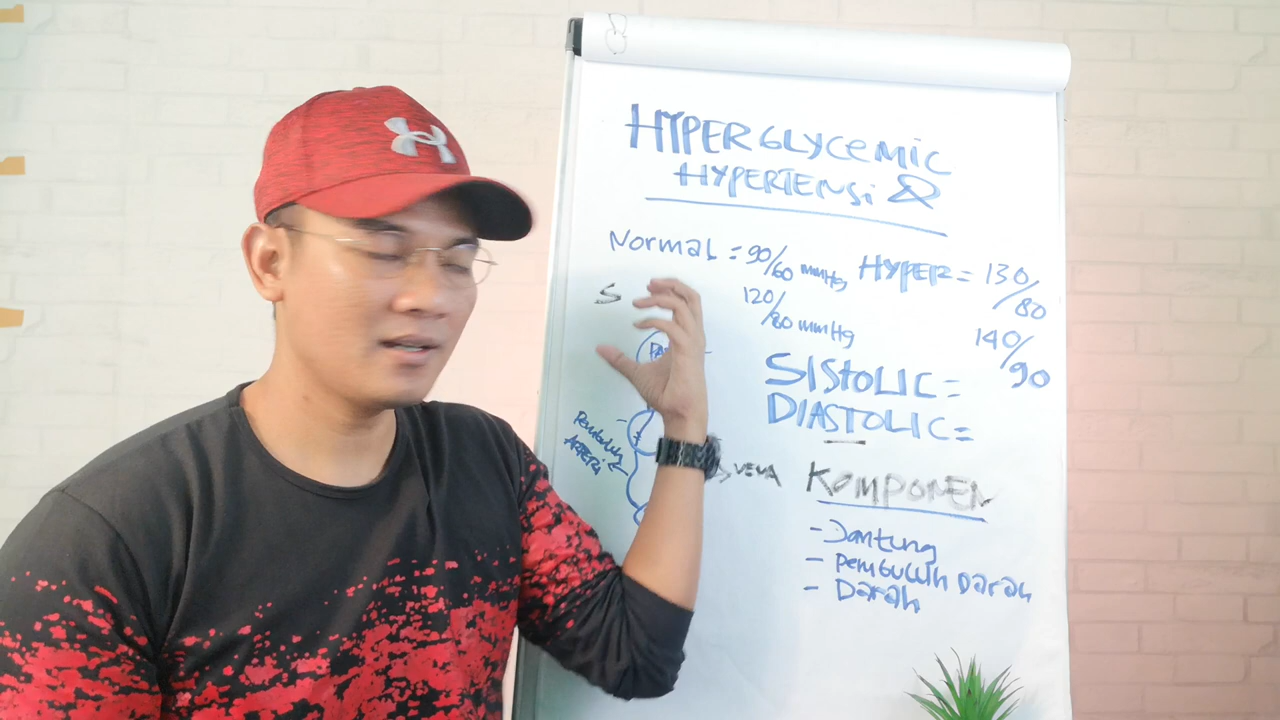 HYPERGLYCEMIC
HYPERTENSi &
Normal = 90/60 mmHg
120/80 mmHg
HYPER = 130/80
140/90
S
SIStOLIC =
DIASTOLIC =
ARTERI
VENA
KOMPONEN
- Jantung
- Pembuluh Darah
- Darah